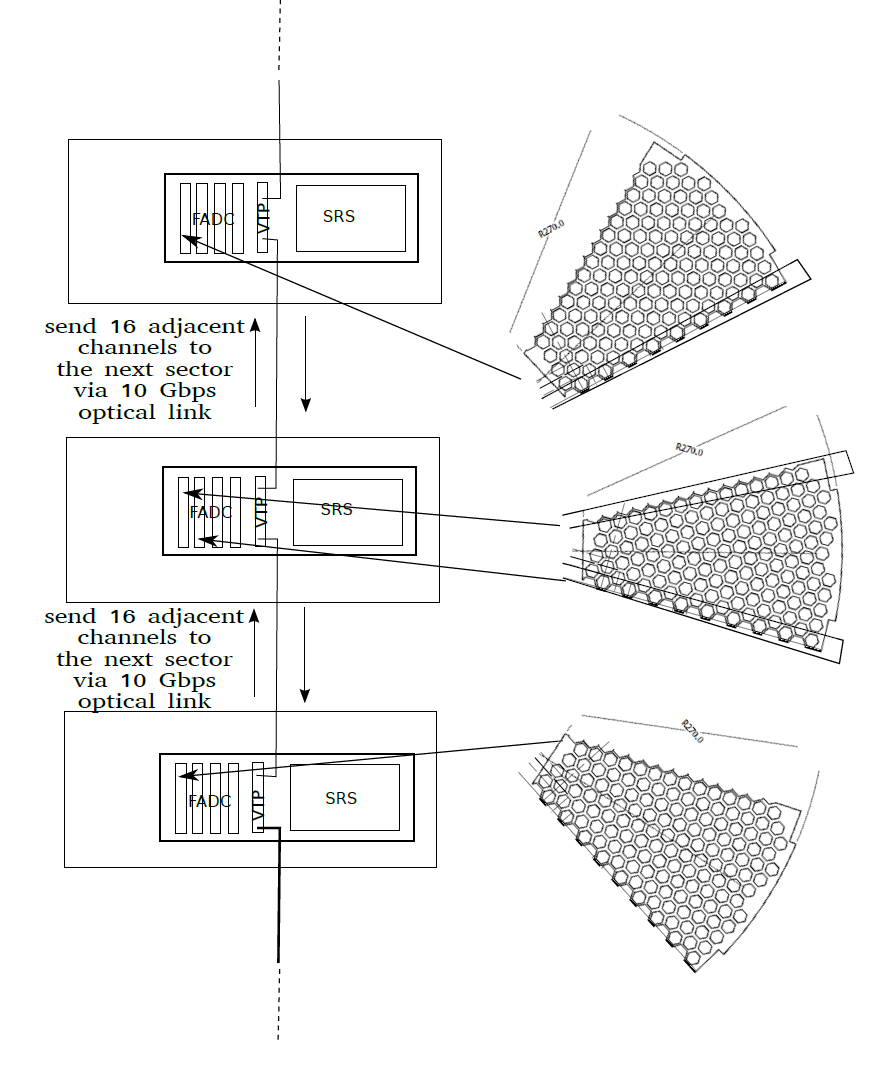 R270.0
FADC
VTP
SRS
send 16 adjacent
channels to
the next sector
via 10 Gbps
optical link
R270.0
FADC
VTP
SRS
send 16 adjacent
channels to
the next sector
via 10 Gbps
optical link
R270.0
FADC
VTP
SRS